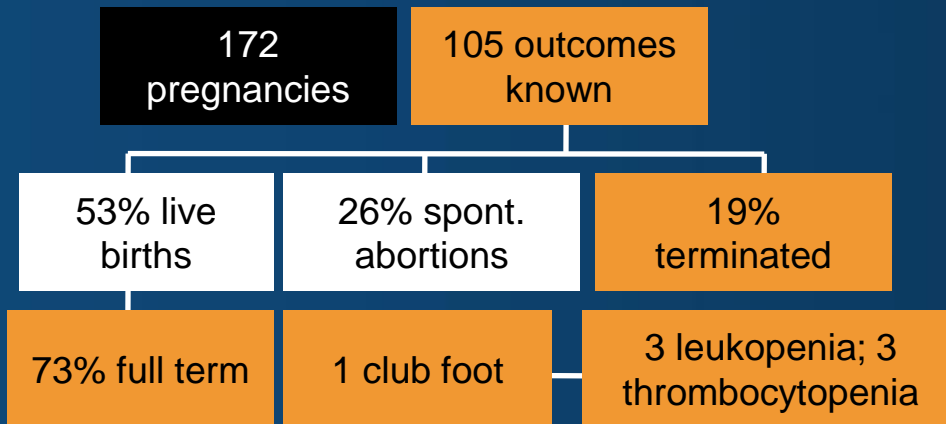 172
pregnancies
105 outcomes
known
53% live
births
26% spont.
abortions
19%
terminated
73% full term
1 club foot
3 leukopenia; 3
thrombocytopenia